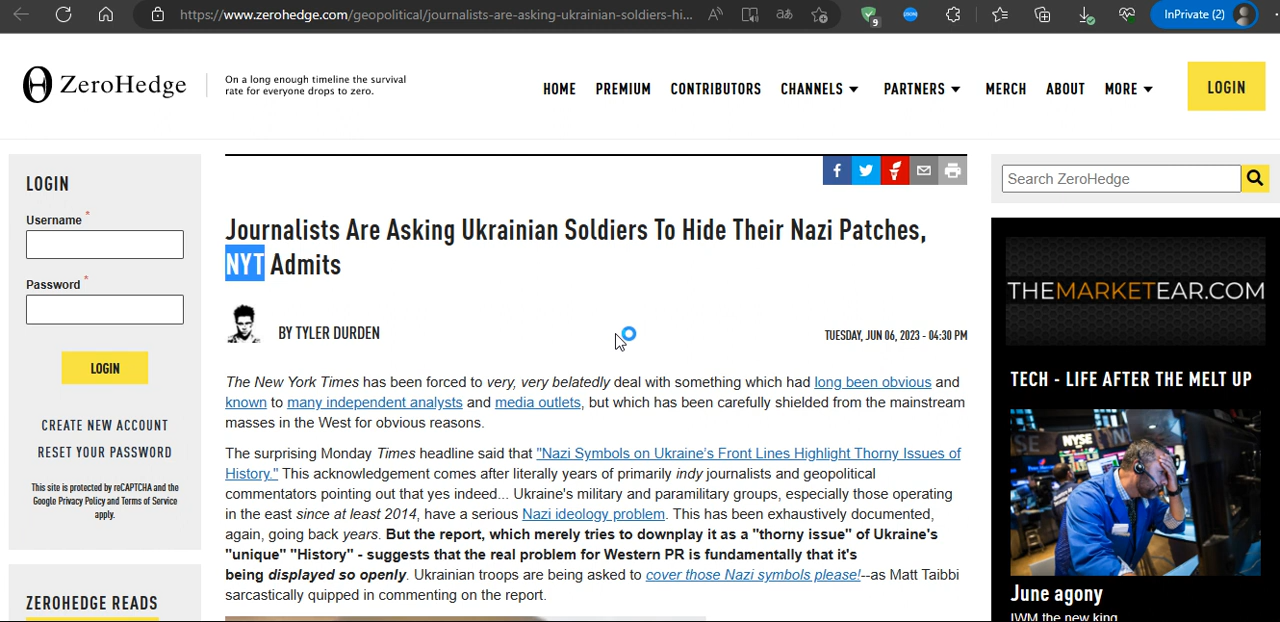 https://www.zerohedge.com/geopolitical/journalists-are-asking-ukrainian-soldiers-hi...
A
aあ
9
InPrivate (2)
ZeroHedge
On a long enough timeline the survival
rate for everyone drops to zero.
HOME PREMIUM CONTRIBUTORS CHANNELS PARTNERS MERCH ABOUT MORE
LOGIN
LOGIN
Username *
Password *
LOGIN
CREATE NEW ACCOUNT
RESET YOUR PASSWORD
This site is protected by reCAPTCHA and the
Google Privacy Policy and Terms of Service
apply.
ZEROHEDGE READS
Journalists Are Asking Ukrainian Soldiers To Hide Their Nazi Patches,
NYT Admits
BY TYLER DURDEN
TUESDAY, JUN 06, 2023 - 04:30 PM
The New York Times has been forced to very, very belatedly deal with something which had long been obvious and
known to many independent analysts and media outlets, but which has been carefully shielded from the mainstream
masses in the West for obvious reasons.
The surprising Monday Times headline said that "Nazi Symbols on Ukraine's Front Lines Highlight Thorny Issues of
History." This acknowledgement comes after literally years of primarily indy journalists and geopolitical
commentators pointing out that yes indeed... Ukraine's military and paramilitary groups, especially those operating
in the east since at least 2014, have a serious Nazi ideology problem. This has been exhaustively documented,
again, going back years. But the report, which merely tries to downplay it as a "thorny issue" of Ukraine's
"unique" "History" - suggests that the real problem for Western PR is fundamentally that it's
being displayed so openly. Ukrainian troops are being asked to cover those Nazi symbols please!--as Matt Taibbi
sarcastically quipped in commenting on the report.
Search ZeroHedge
THEMARKETEAR.COM
TECH - LIFE AFTER THE MELT UP
NYSE
June agony
IWM the new king